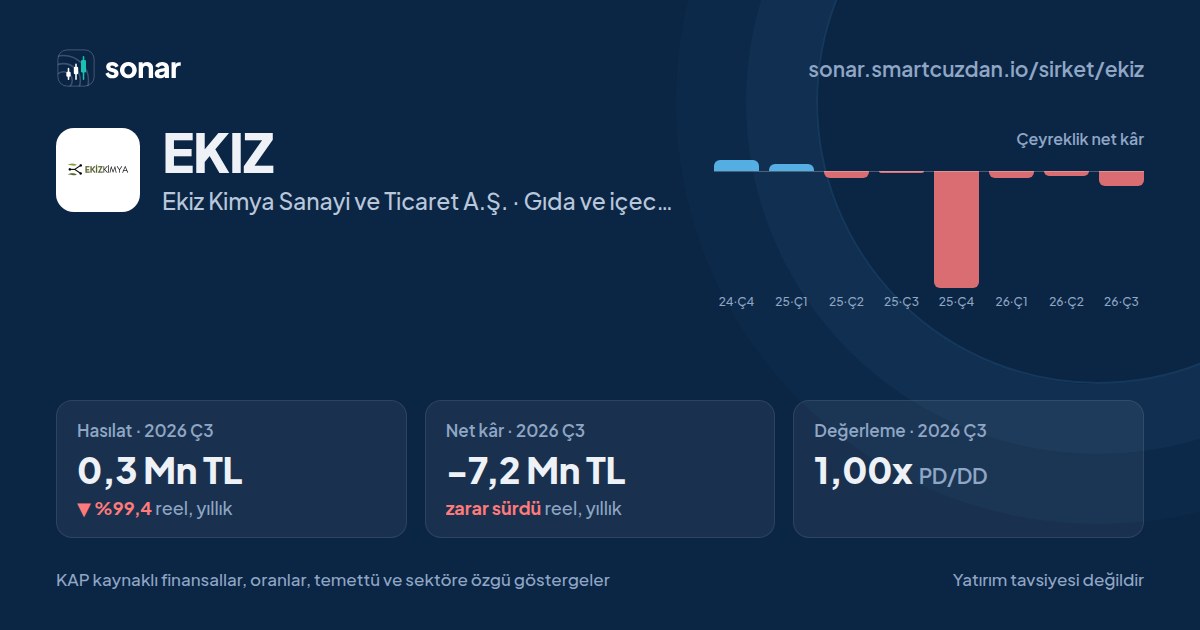 sonar
sonar.smartcuzdan.io/sirket/ekiz
EKİZKİMYA
EKIZ
Ekiz Kimya Sanayi ve Ticaret A.Ş. · Gıda ve içec...
Çeyreklik net kâr
24·Ç4 25·Ç1 25·Ç2 25·Ç3 25·Ç4 26·Ç1 26·Ç2 26·Ç3
Hasılat · 2026 Ç3
0,3 Mn TL
▼ %99,4 reel, yıllık
Net kâr · 2026 Ç3
−7,2 Mn TL
zarar sürdü reel, yıllık
Değerleme · 2026 Ç3
1,00x PD/DD
KAP kaynaklı finansallar, oranlar, temettü ve sektöre özgü göstergeler
Yatırım tavsiyesi değildir